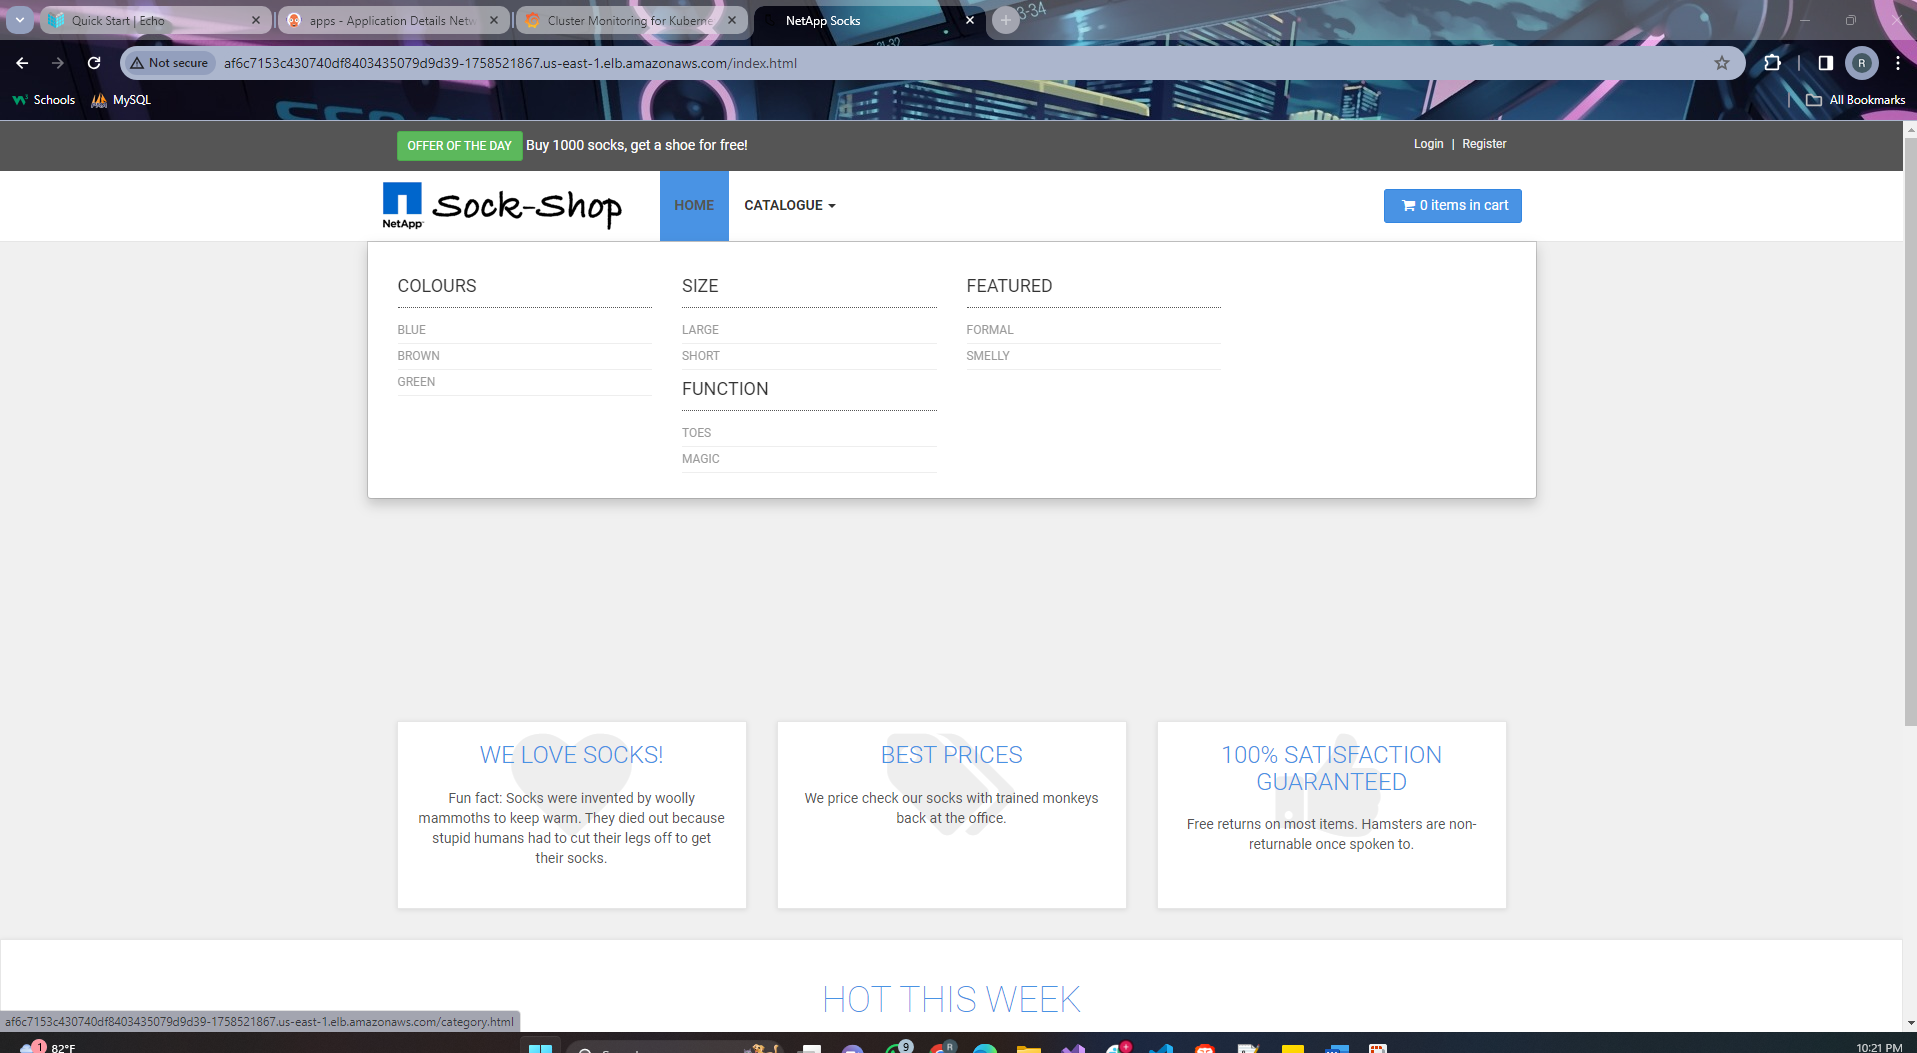 Quick Start | Echo
apps - Application Details Netw
Cluster Monitoring for Kuberne
NetApp Socks
Not secure
af6c7153c430740df8403435079d9d39-1758521867.us-east-1.elb.amazonaws.com/index.html
R
Schools
MySQL
All Bookmarks
OFFER OF THE DAY Buy 1000 socks, get a shoe for free!
Login | Register
NetApp
Sock-Shop
HOME
CATALOGUE
0 items in cart
COLOURS
BLUE
BROWN
GREEN
SIZE
LARGE
SHORT
FUNCTION
TOES
MAGIC
FEATURED
FORMAL
SMELLY
WE LOVE SOCKS!
Fun fact: Socks were invented by woolly
mammoths to keep warm. They died out because
stupid humans had to cut their legs off to get
their socks.
BEST PRICES
We price check our socks with trained monkeys
back at the office.
100% SATISFACTION
GUARANTEED
Free returns on most items. Hamsters are non-
returnable once spoken to.
HOT THIS WEEK
af6c7153c430740df8403435079d9d39-1758521867.us-east-1.elb.amazonaws.com/category.html
1
82°F
9
R
10:21 PM